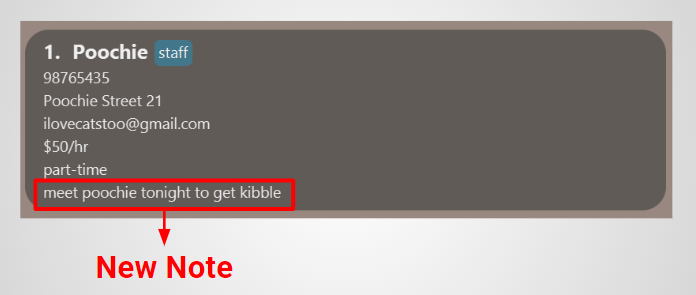 1. Poochie staff
98765435
Poochie Street 21
ilovecatstoo@gmail.com
$50/hr
part-time
meet poochie tonight to get kibble
New Note